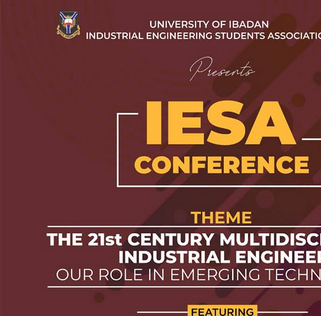 UNIVERSITY OF IBADAN
INDUSTRIAL ENGINEERING STUDENTS ASSOCIATIO
Presents
IESA
CONFERENCE
THEME
THE 21st CENTURY MULTIDISC
INDUSTRIAL ENGINEE
OUR ROLE IN EMERGING TECHN
FEATURING